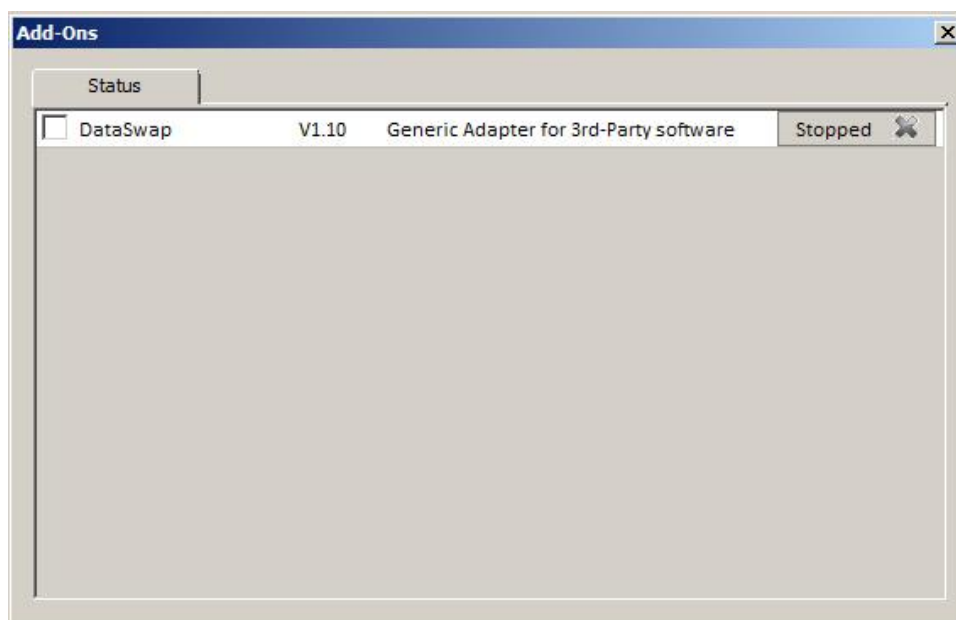 Add-Ons
Status
DataSwap V1.10 Generic Adapter for 3rd-Party software Stopped